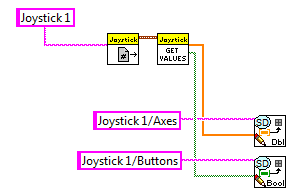 Joystick 1
Joystick Joystick
# GET
VALUES
Joystick 1/Axes
SD
Dbl
Joystick 1/Buttons
SD
Bool